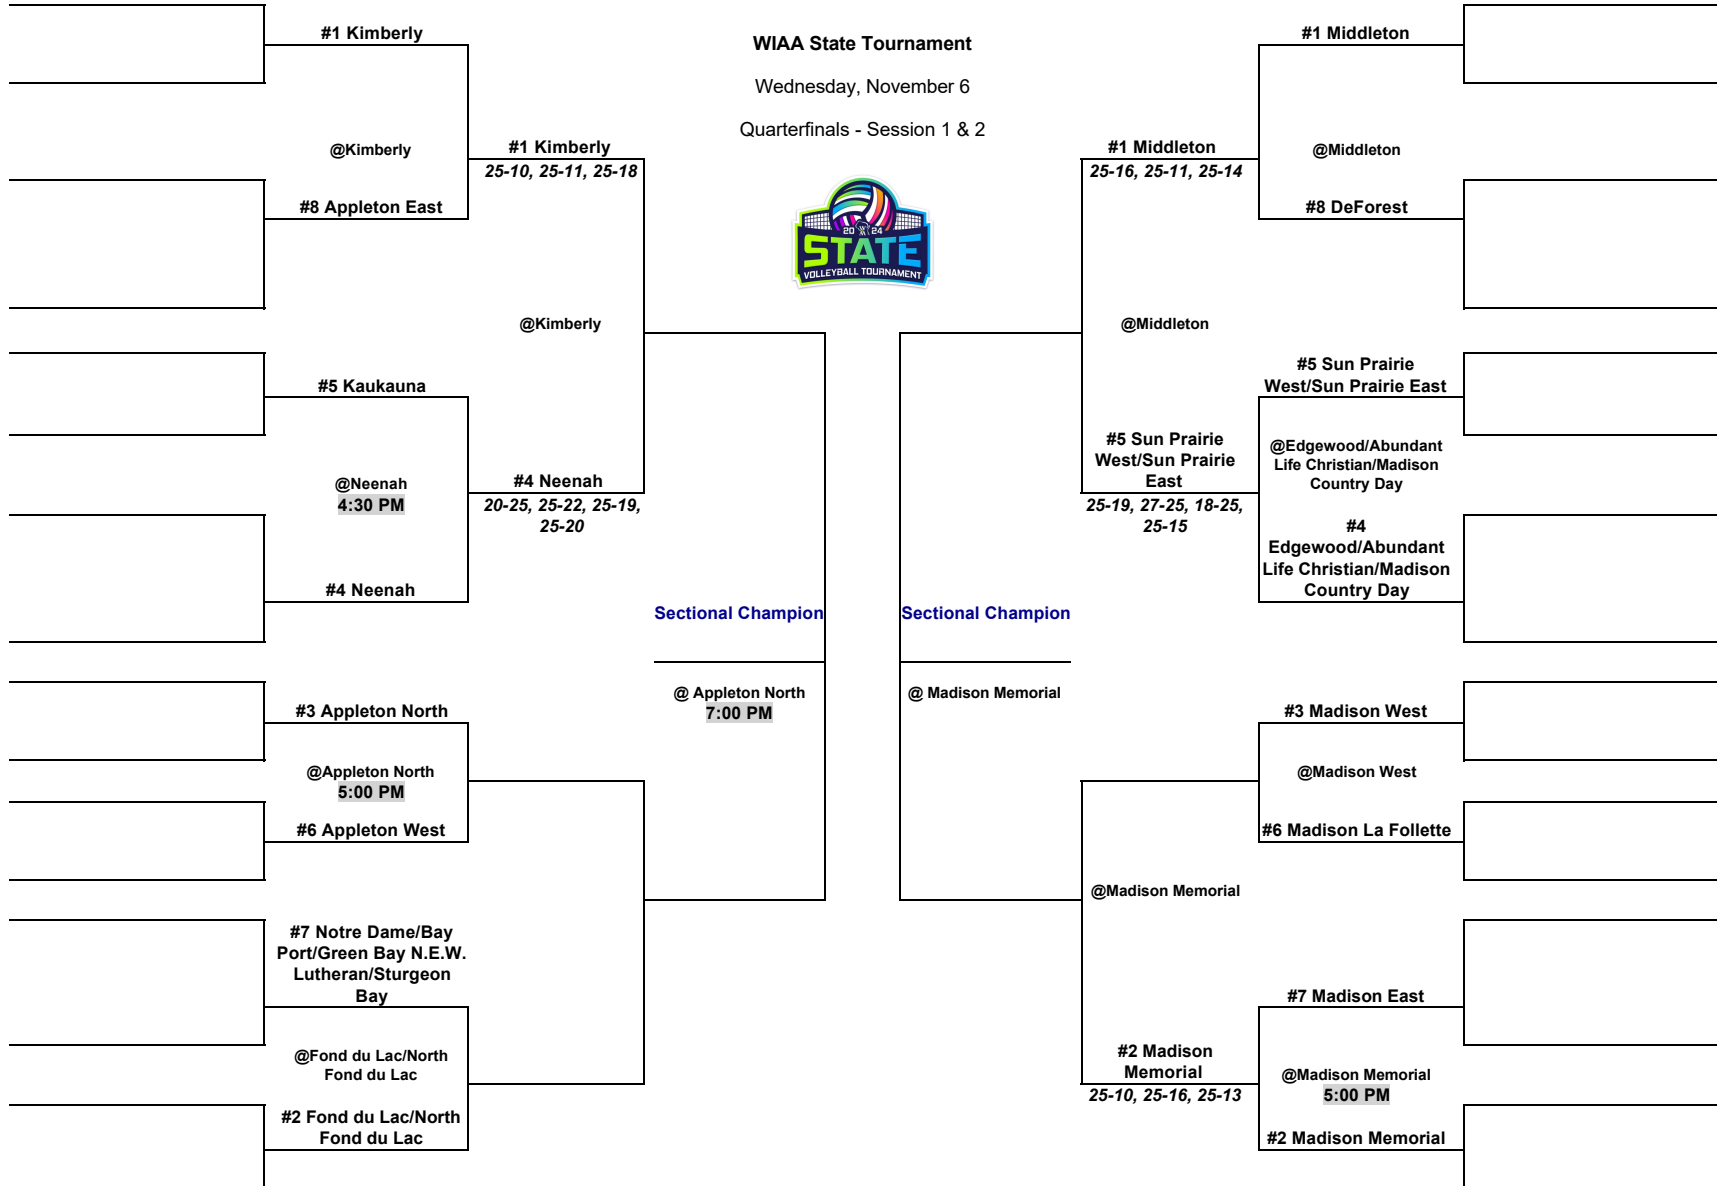 WIAA State Tournament
Wednesday, November 6
Quarterfinals - Session 1 & 2
20 24
STATE
VOLLEYBALL TOURNAMENT
#1 Kimberly
@Kimberly
#8 Appleton East
#5 Kaukauna
@Neenah
4:30 PM
#4 Neenah
#3 Appleton North
@Appleton North
5:00 PM
#6 Appleton West
#7 Notre Dame/Bay
Port/Green Bay N.E.W.
Lutheran/Sturgeon
Bay
@Fond du Lac/North
Fond du Lac
#2 Fond du Lac/North
Fond du Lac
#1 Kimberly
25-10, 25-11, 25-18
@Kimberly
#4 Neenah
20-25, 25-22, 25-19,
25-20
Sectional Champion
@ Appleton North
7:00 PM
Sectional Champion
@ Madison Memorial
#1 Middleton
25-16, 25-11, 25-14
@Middleton
#5 Sun Prairie
West/Sun Prairie
East
25-19, 27-25, 18-25,
25-15
@Madison Memorial
#2 Madison
Memorial
25-10, 25-16, 25-13
#1 Middleton
@Middleton
#8 DeForest
#5 Sun Prairie
West/Sun Prairie East
@Edgewood/Abundant
Life Christian/Madison
Country Day
#4
Edgewood/Abundant
Life Christian/Madison
Country Day
#3 Madison West
@Madison West
#6 Madison La Follette
#7 Madison East
@Madison Memorial
5:00 PM
#2 Madison Memorial